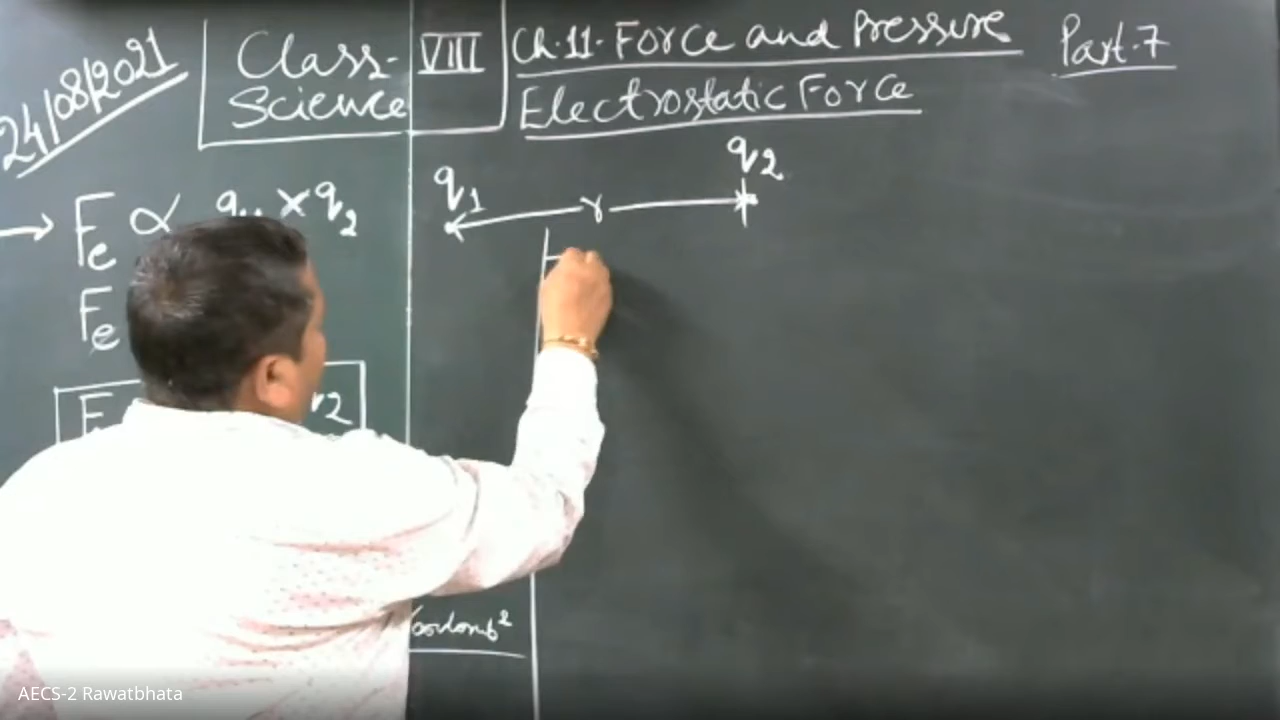 24/08/2021
Class- VIII
Science
Ch.11. Force and Pressure
Part.7
Electrostatic Force
q1 r q2
→ Fe ∝ q1 × q2
Fe
F 2
Coulomb²
AECS-2 Rawatbhata